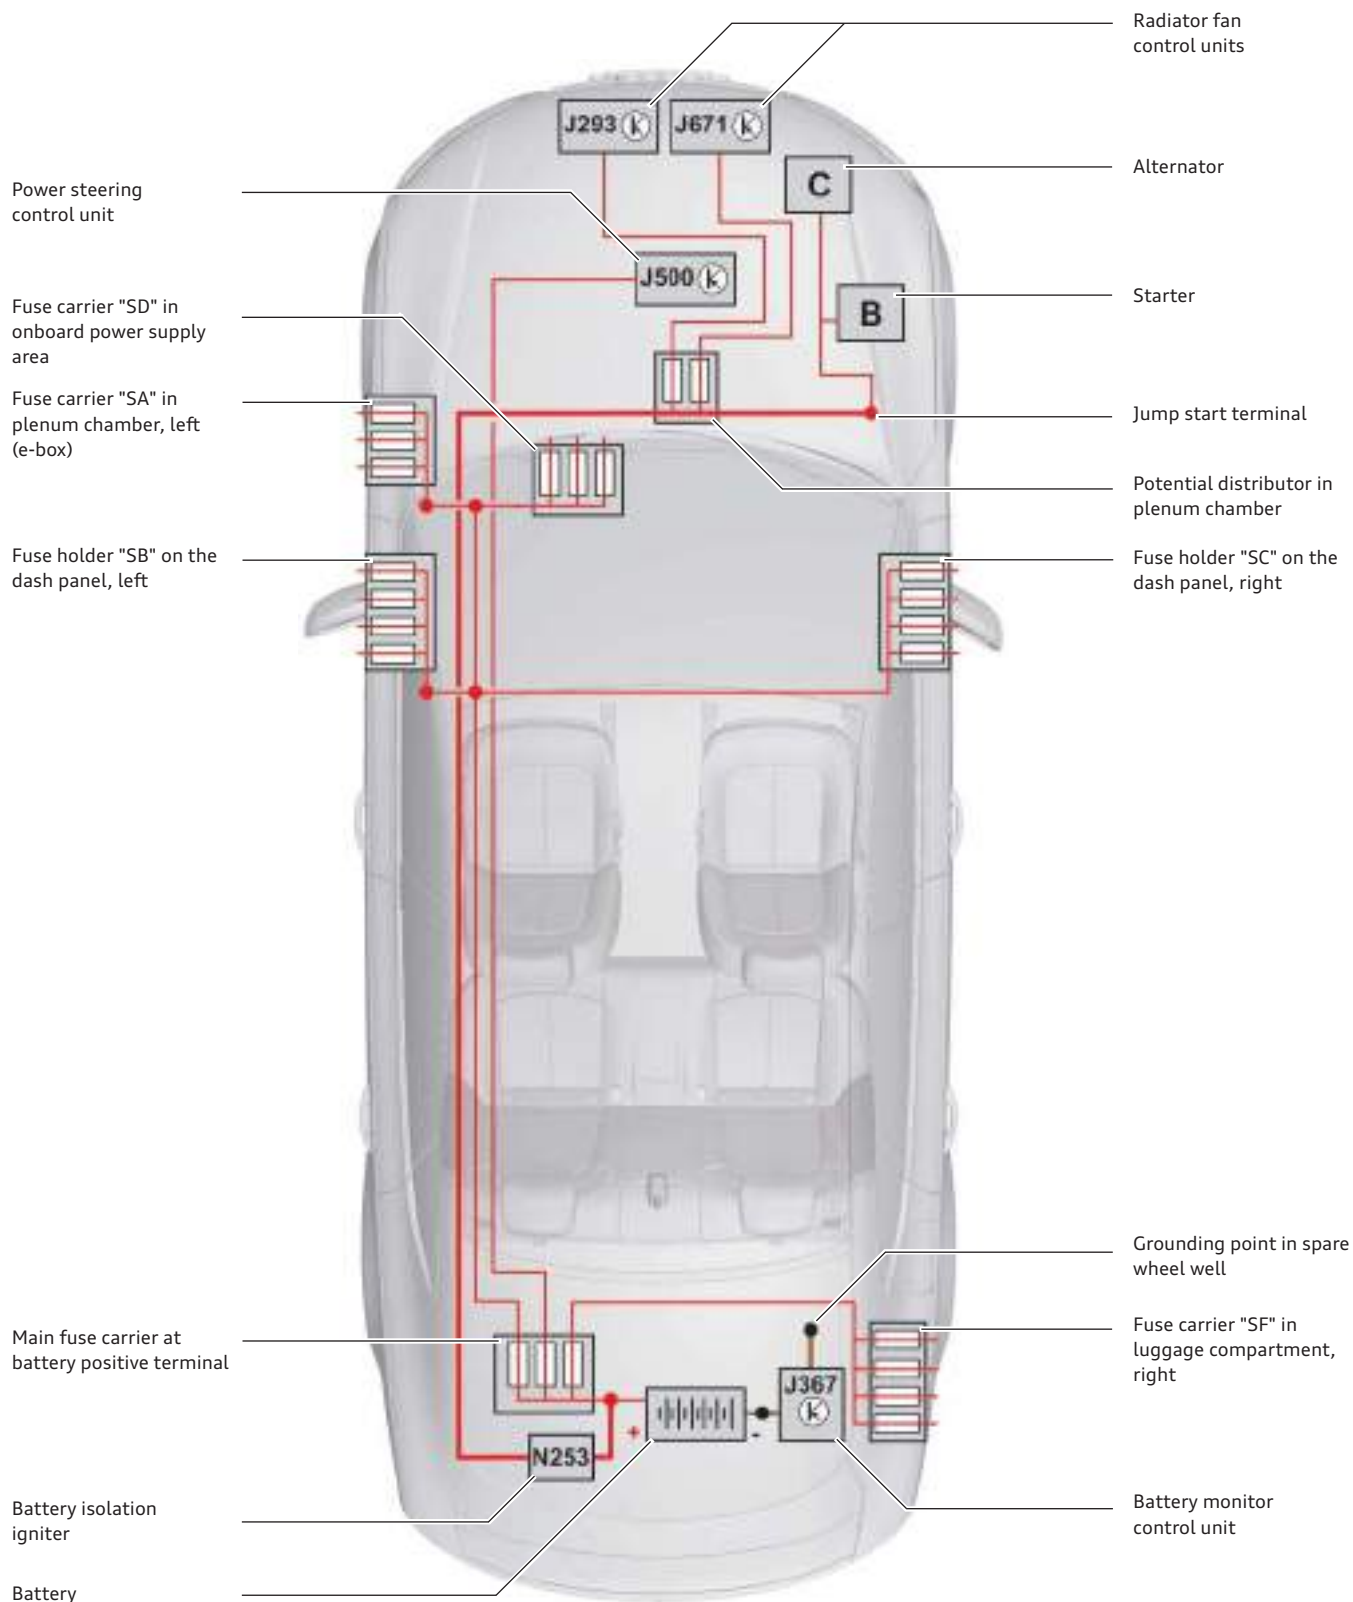 Radiator fan
control units
J293 k
J671 k
Alternator
C
Power steering
control unit
J500 k
Starter
B
Fuse carrier "SD" in
onboard power supply
area
Fuse carrier "SA" in
plenum chamber, left
(e-box)
Jump start terminal
Potential distributor in
plenum chamber
Fuse holder "SB" on the
dash panel, left
Fuse holder "SC" on the
dash panel, right
Grounding point in spare
wheel well
Main fuse carrier at
battery positive terminal
Fuse carrier "SF" in
luggage compartment,
right
J367
k
+
-
N253
Battery isolation
igniter
Battery monitor
control unit
Battery